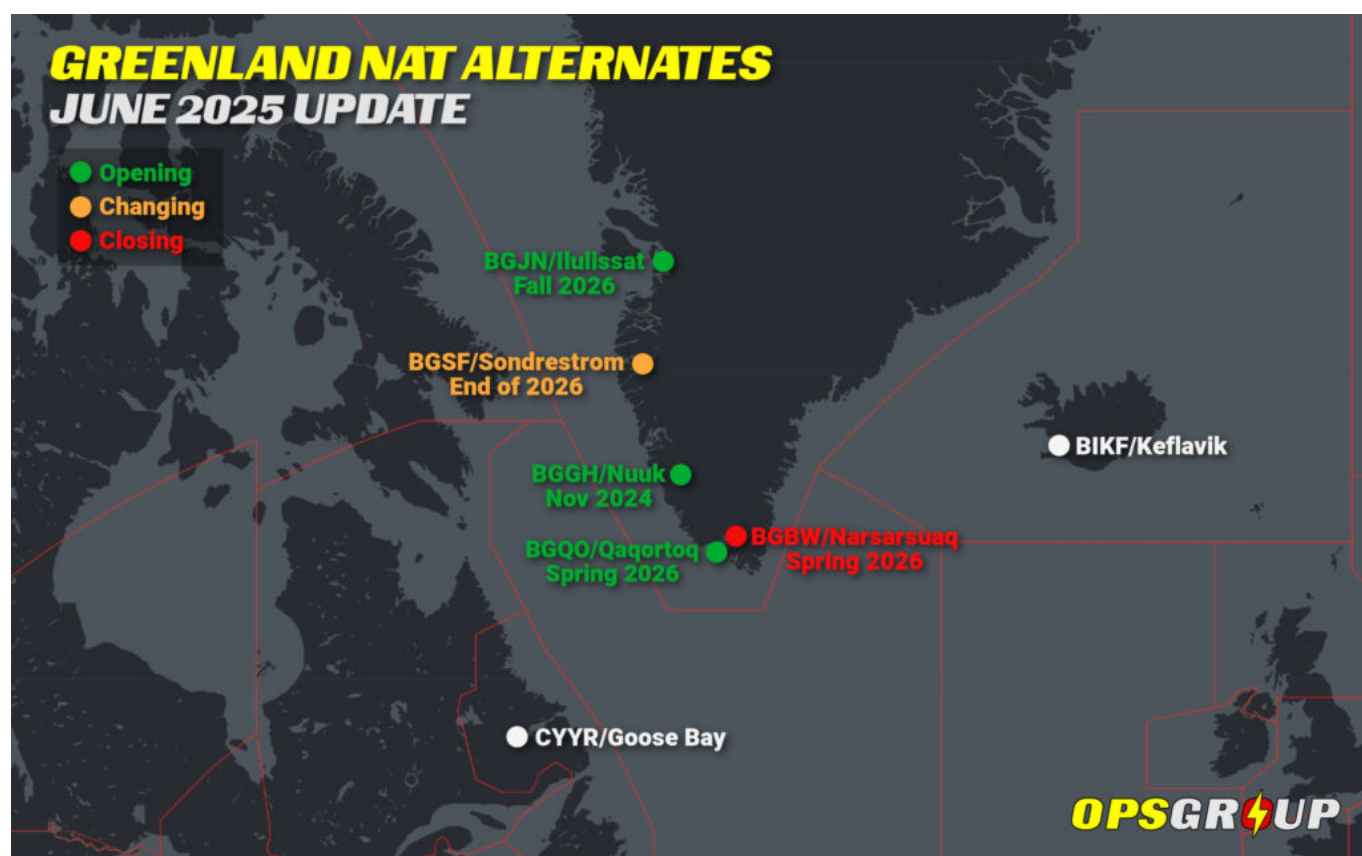 GREENLAND NAT ALTERNATES
JUNE 2025 UPDATE
Opening
Changing
Closing
BGJN/Ilulissat
Fall 2026
BGSF/Sondrestrom
End of 2026
BIKF/Keflavik
BGGH/Nuuk
Nov 2024
BGBW/Narsarsuaq
Spring 2026
BGQO/Qaqortoq
Spring 2026
CYYR/Goose Bay
OPSGROUP